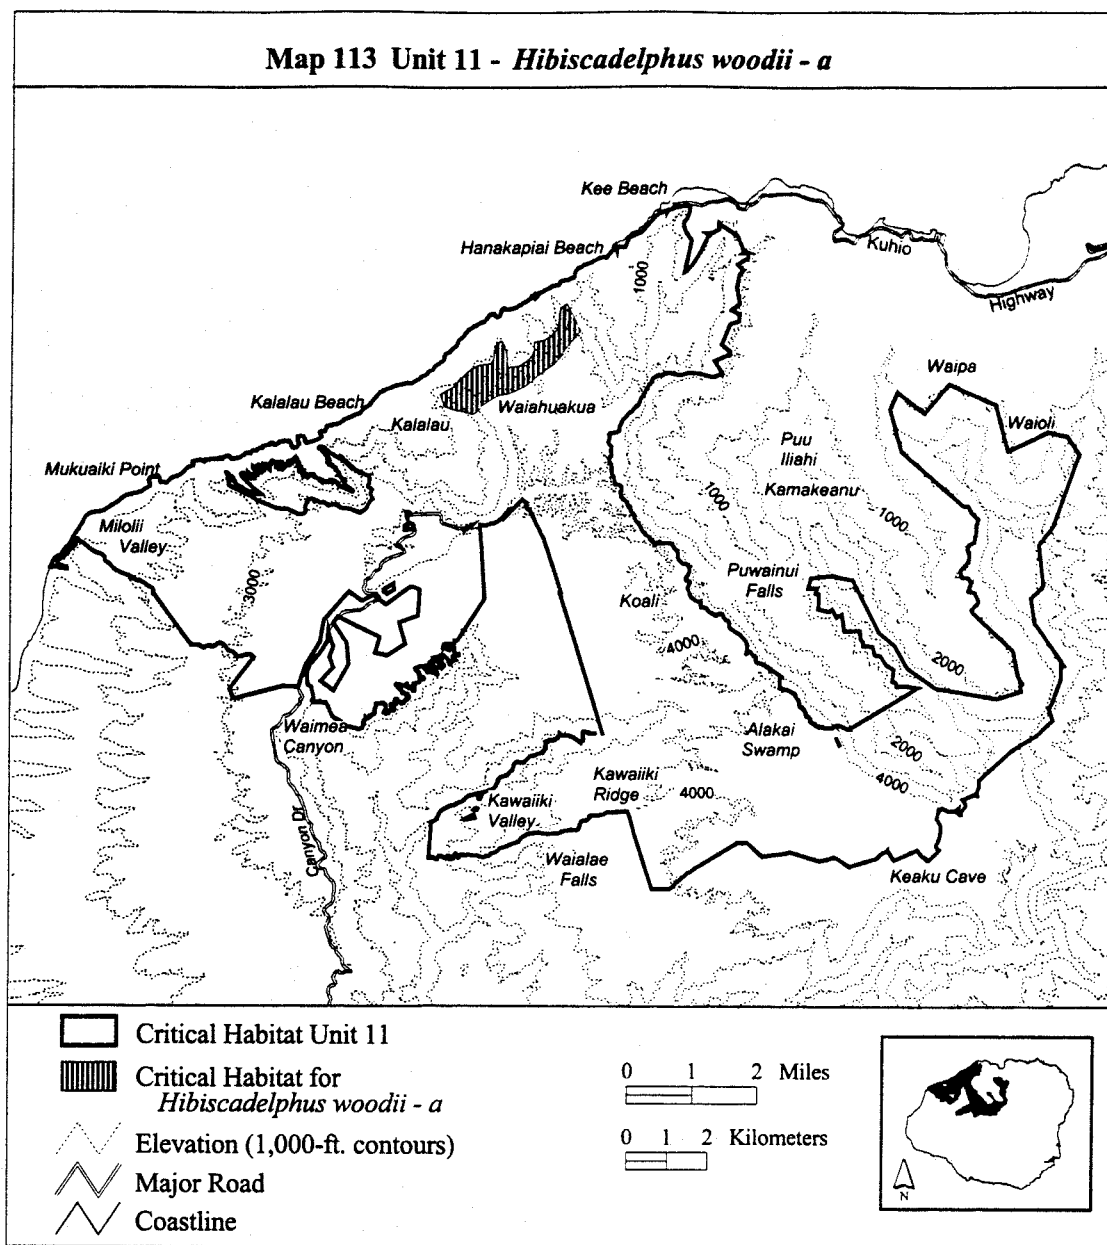 Map 113 Unit 11 - Hibiscadelphus woodii - a
Kee Beach
Hanakapiai Beach
Kuhio
Highway
1000
Waipa
Kalalau Beach
Waiahuakua
Kalalau
Waioli
Puu
Iliahi
Mukuaiki Point
Kamakeanu
1000
1000
Milolii
Valley
3000
Puwainui
Falls
Koali
4000
2000
Waimea
Canyon
Alakai
Swamp
2000
4000
Kawaiiki
Ridge
4000
Kawaiiki
Valley
Canyon Dr
Waialae
Falls
Keaku Cave
Critical Habitat Unit 11
Critical Habitat for
Hibiscadelphus woodii - a
Elevation (1,000-ft. contours)
Major Road
Coastline
0 1 2 Miles
0 1 2 Kilometers
N